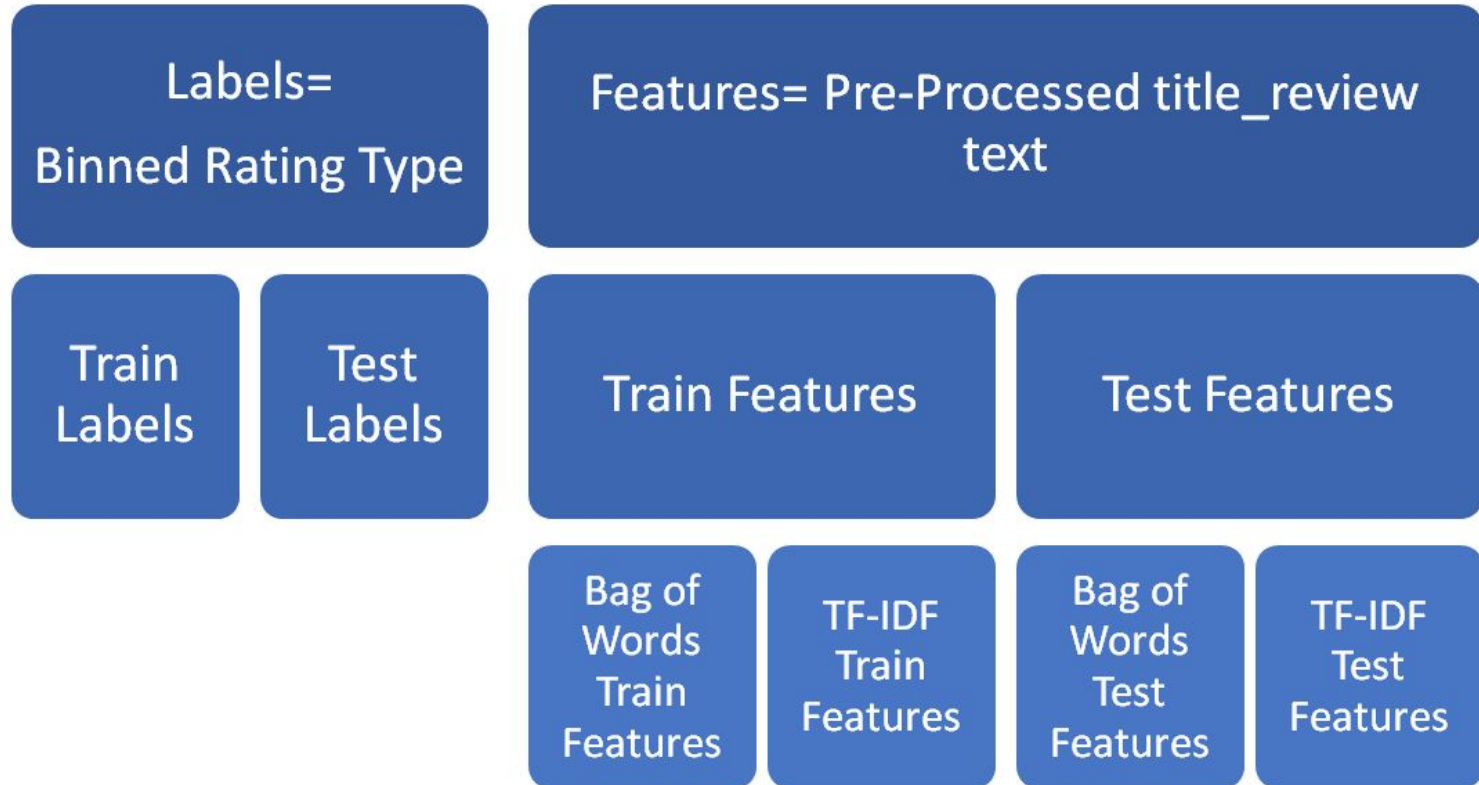 Labels=
Binned Rating Type
Features= Pre-Processed title_review
text
Train
Labels
Test
Labels
Train Features
Test Features
Bag of
Words
Train
Features
TF-IDF
Train
Features
Bag of
Words
Test
Features
TF-IDF
Test
Features